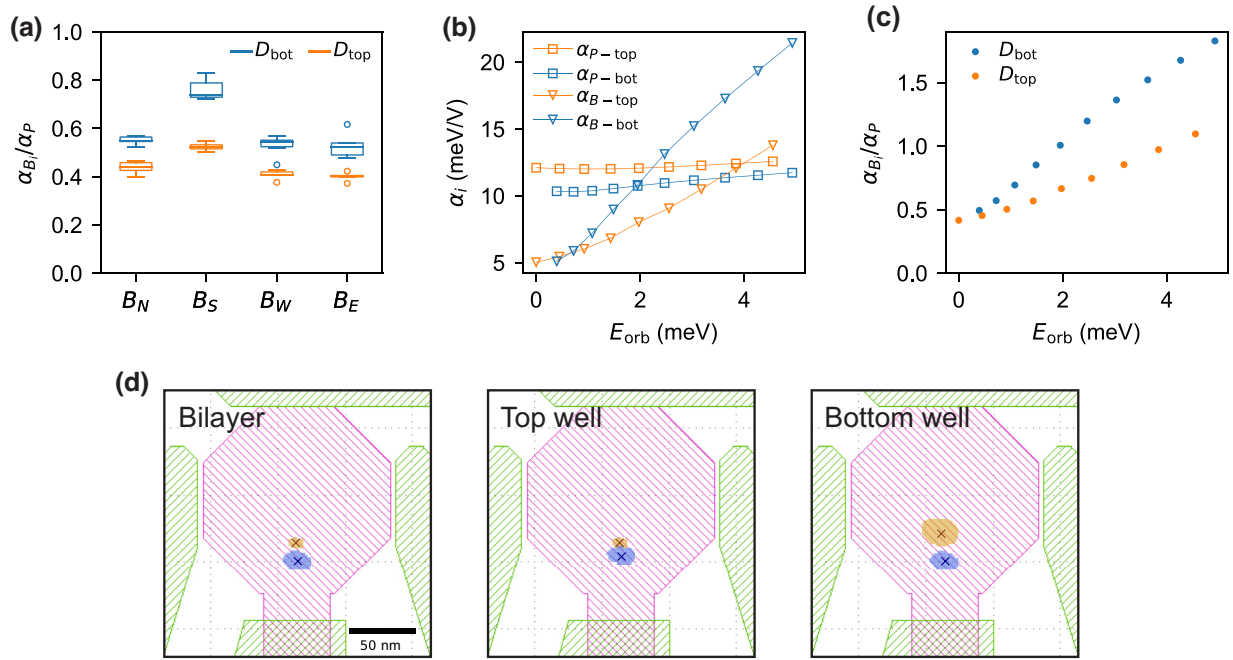 (a)
1.0
0.8
0.6
0.4
0.2
0.0
α_{B_i}/α_P
D_bot D_top
B_N B_S B_W B_E
(b)
20
15
10
5
α_i (meV/V)
α_{P−top}
α_{P−bot}
α_{B−top}
α_{B−bot}
0 2 4
E_orb (meV)
(c)
1.5
1.0
0.5
0.0
α_{B_i}/α_P
D_bot
D_top
0 2 4
E_orb (meV)
(d)
Bilayer
50 nm
Top well
Bottom well